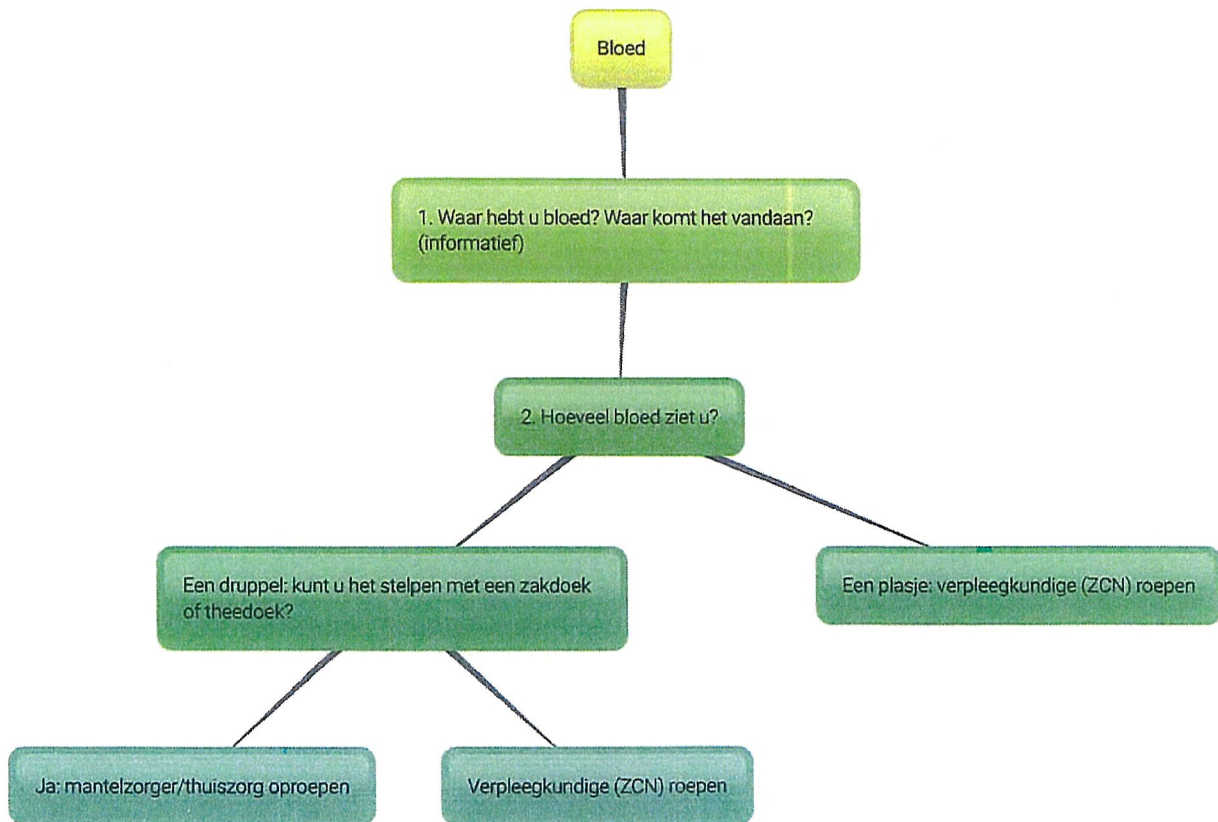 Bloed
1. Waar hebt u bloed? Waar komt het vandaan?
(informatief)
2. Hoeveel bloed ziet u?
Een druppel: kunt u het stelpen met een zakdoek
of theedoek?
Een plasje: verpleegkundige (ZCN) roepen
Ja: mantelzorger/thuiszorg oproepen
Verpleegkundige (ZCN) roepen